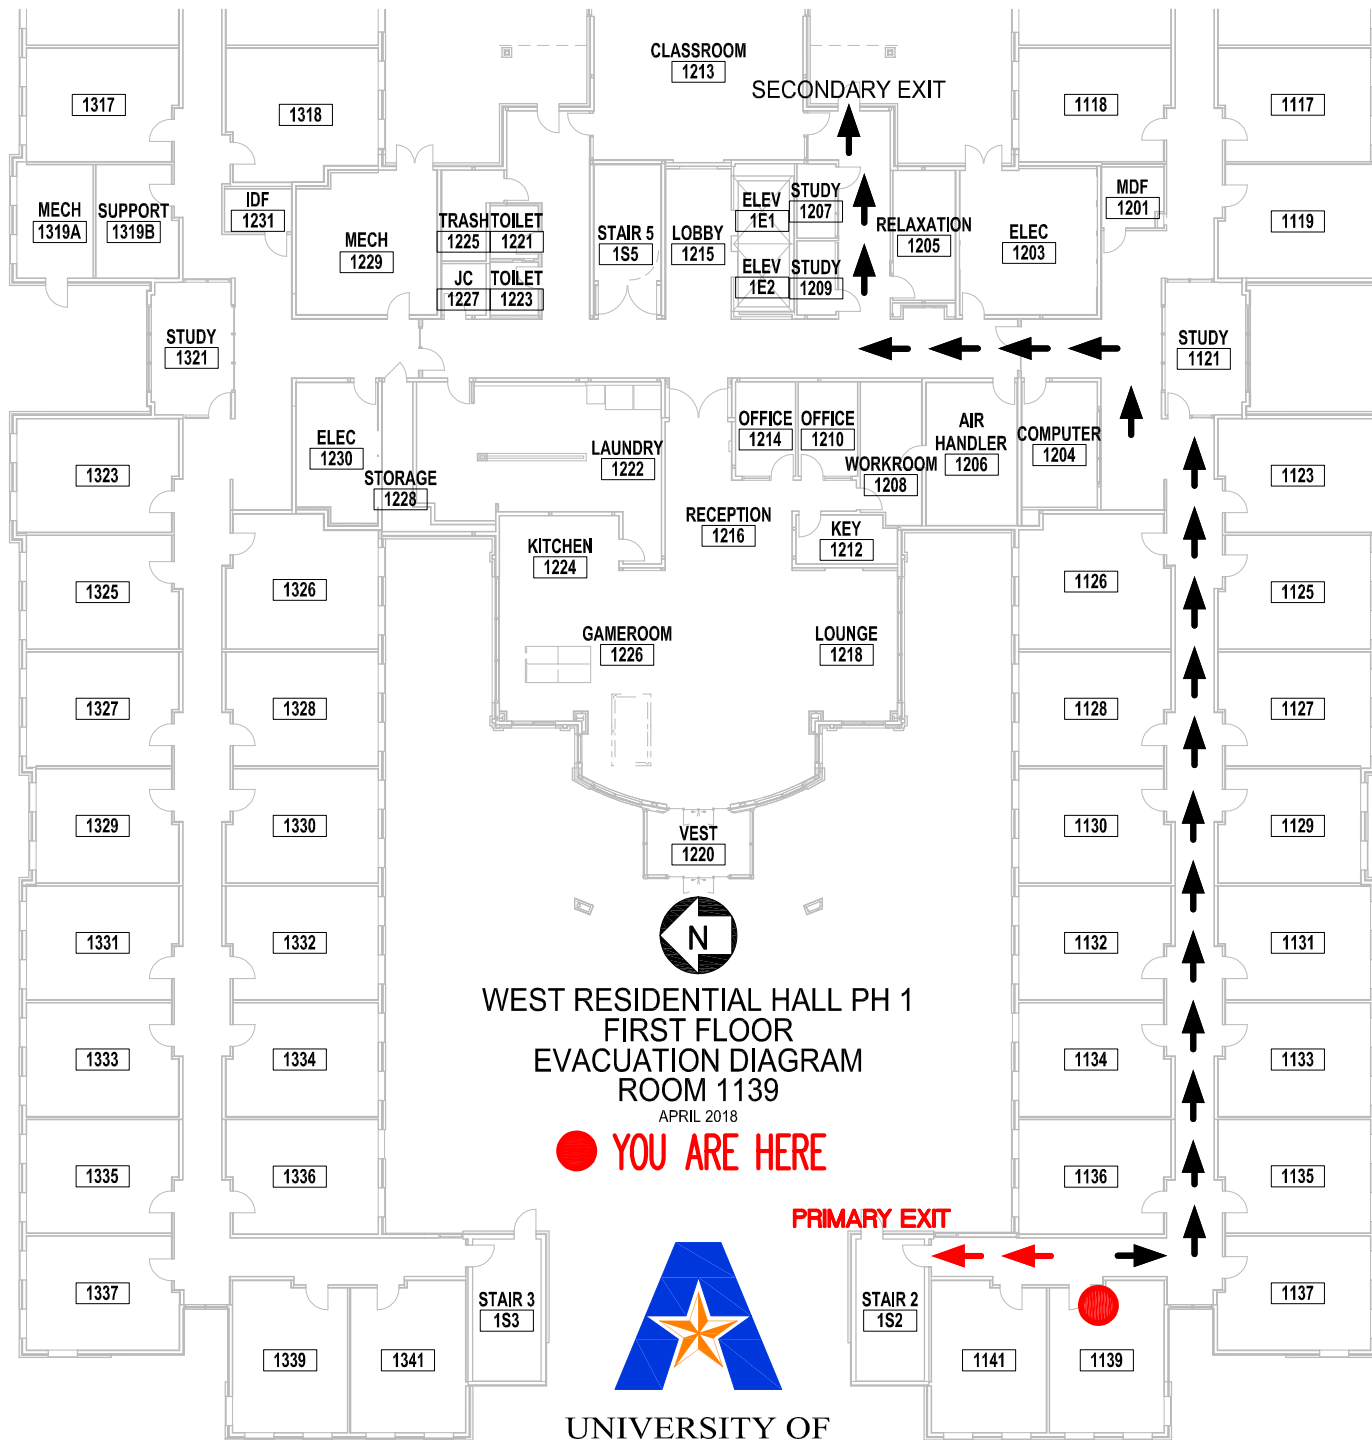 CLASSROOM
1213
SECONDARY EXIT
1317
1318
1118
1117
MECH
1319A
SUPPORT
1319B
IDF
1231
MECH
1229
TRASH
1225
TOILET
1221
JC
1227
TOILET
1223
STAIR 5
1S5
LOBBY
1215
ELEV
1E1
ELEV
1E2
STUDY
1207
STUDY
1209
RELAXATION
1205
ELEC
1203
MDF
1201
1119
STUDY
1321
STUDY
1121
1323
ELEC
1230
STORAGE
1228
LAUNDRY
1222
OFFICE
1214
OFFICE
1210
WORKROOM
1208
AIR
HANDLER
1206
COMPUTER
1204
1123
RECEPTION
1216
KEY
1212
KITCHEN
1224
1325
1326
1126
1125
GAMEROOM
1226
LOUNGE
1218
1327
1328
1128
1127
1329
1330
VEST
1220
1130
1129
1331
1332
N
1132
1131
WEST RESIDENTIAL HALL PH 1
FIRST FLOOR
EVACUATION DIAGRAM
ROOM 1139
APRIL 2018
YOU ARE HERE
1333
1334
1134
1133
1335
1336
1136
1135
PRIMARY EXIT
1337
STAIR 3
1S3
STAIR 2
1S2
1137
1339
1341
1141
1139
UNIVERSITY OF